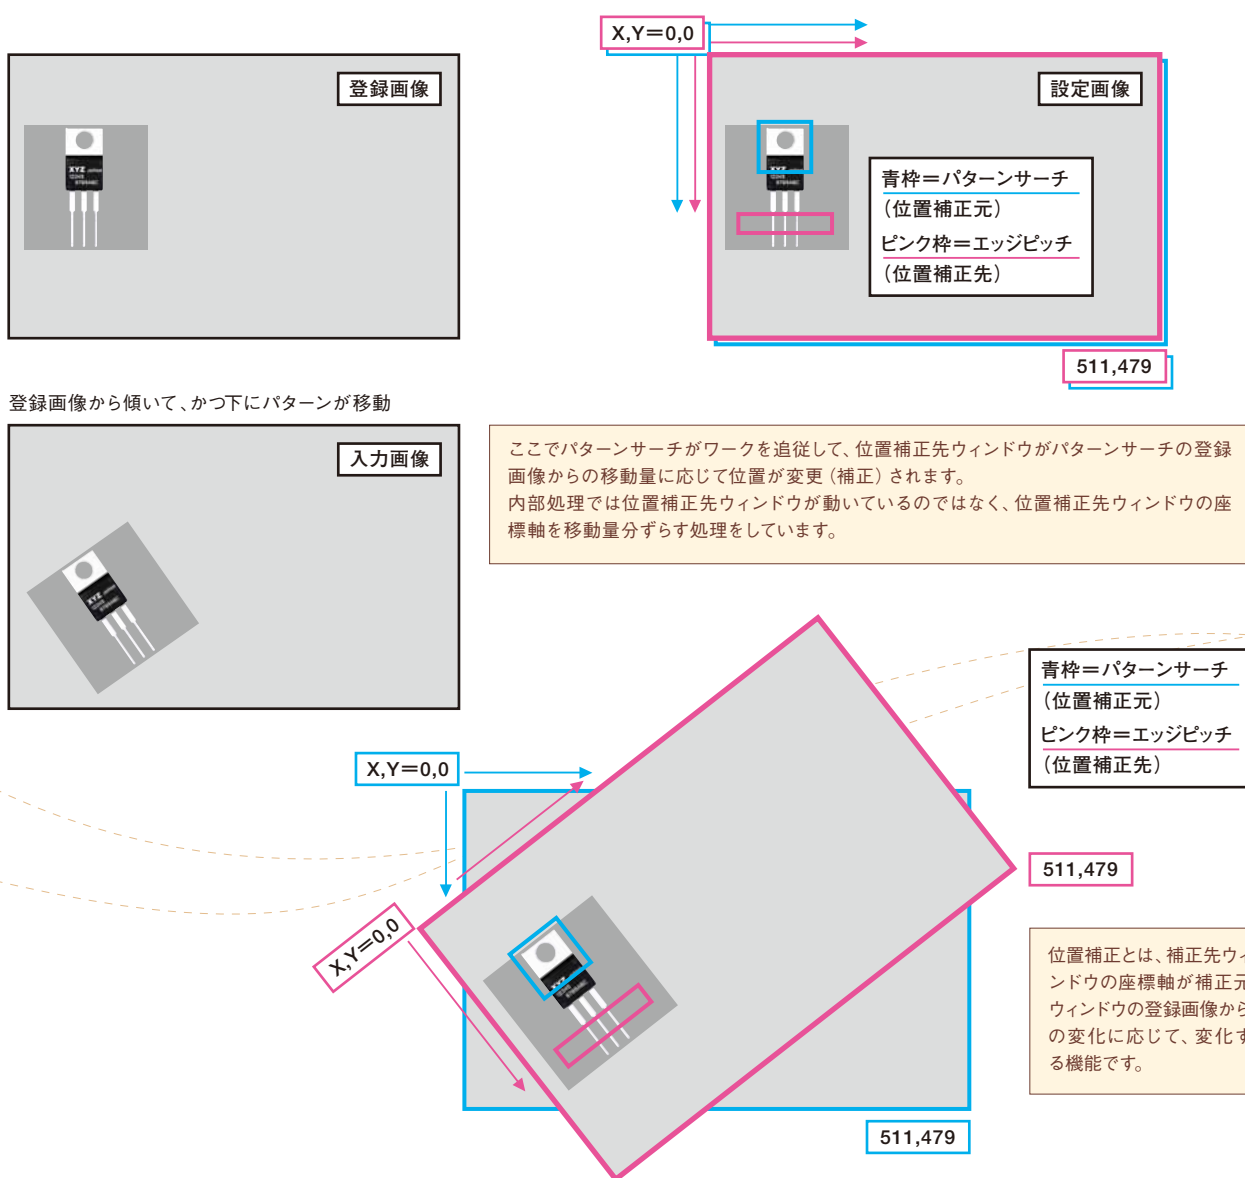 X,Y=0,0
登録画像
設定画像
XYZ
青枠＝パターンサーチ
（位置補正元）
ピンク枠＝エッジピッチ
（位置補正先）
511,479
登録画像から傾いて、かつ下にパターンが移動
入力画像
XYZ
ここでパターンサーチがワークを追従して、位置補正先ウィンドウがパターンサーチの登録
画像からの移動量に応じて位置が変更（補正）されます。
内部処理では位置補正先ウィンドウが動いているのではなく、位置補正先ウィンドウの座
標軸を移動量分ずらす処理をしています。
青枠＝パターンサーチ
（位置補正元）
ピンク枠＝エッジピッチ
（位置補正先）
X,Y=0,0
511,479
X,Y=0,0
位置補正とは、補正先ウィ
ンドウの座標軸が補正元
ウィンドウの登録画像から
の変化に応じて、変化す
る機能です。
511,479